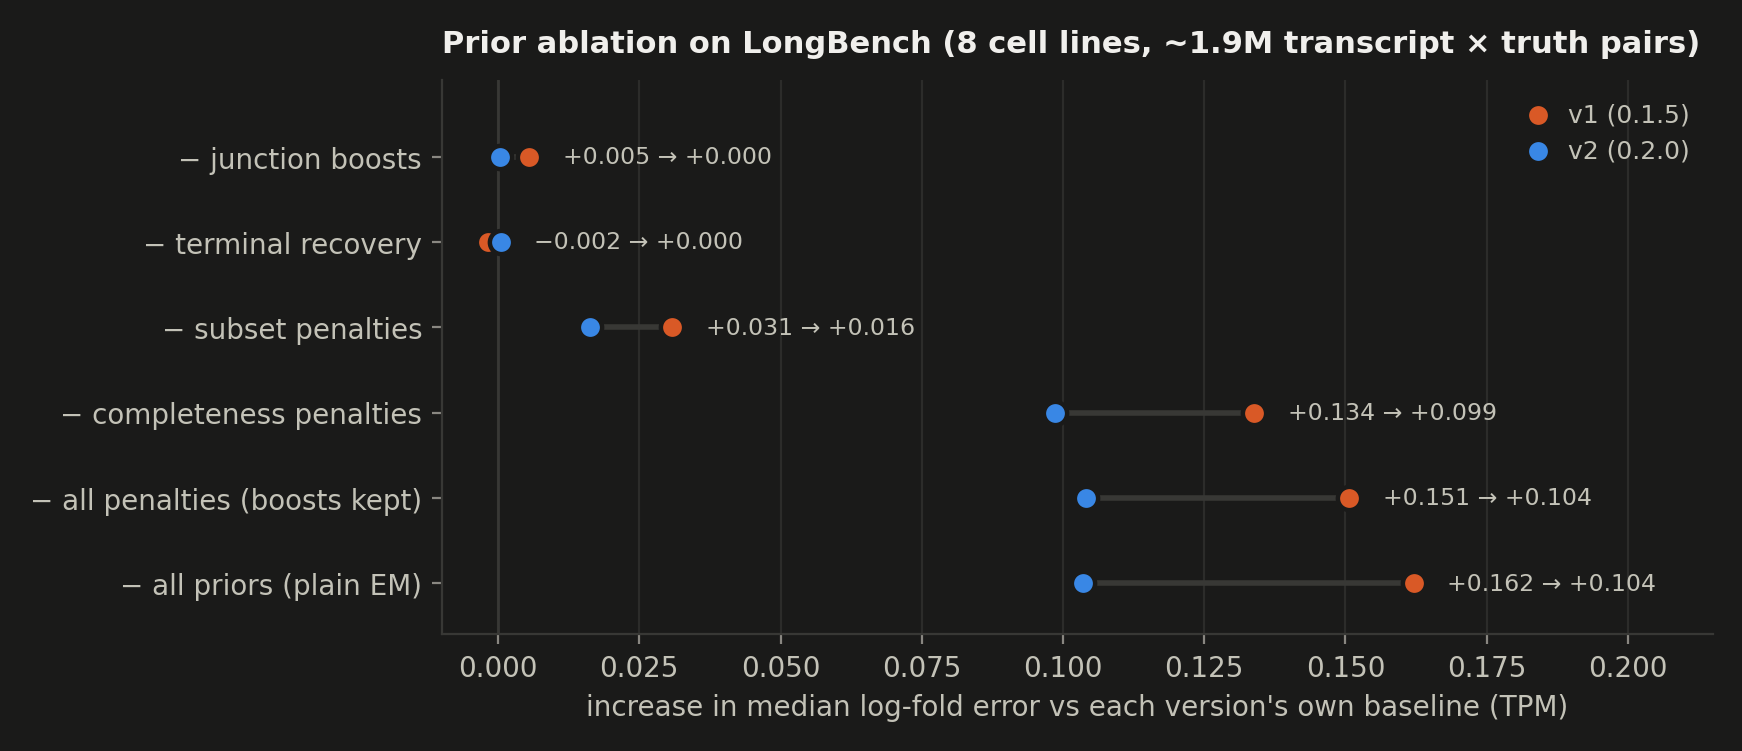 Prior ablation on LongBench (8 cell lines, ~1.9M transcript × truth pairs)
v1 (0.1.5)
v2 (0.2.0)
− junction boosts
+0.005 → +0.000
− terminal recovery
−0.002 → +0.000
− subset penalties
+0.031 → +0.016
− completeness penalties
+0.134 → +0.099
− all penalties (boosts kept)
+0.151 → +0.104
− all priors (plain EM)
+0.162 → +0.104
0.000 0.025 0.050 0.075 0.100 0.125 0.150 0.175 0.200
increase in median log-fold error vs each version's own baseline (TPM)